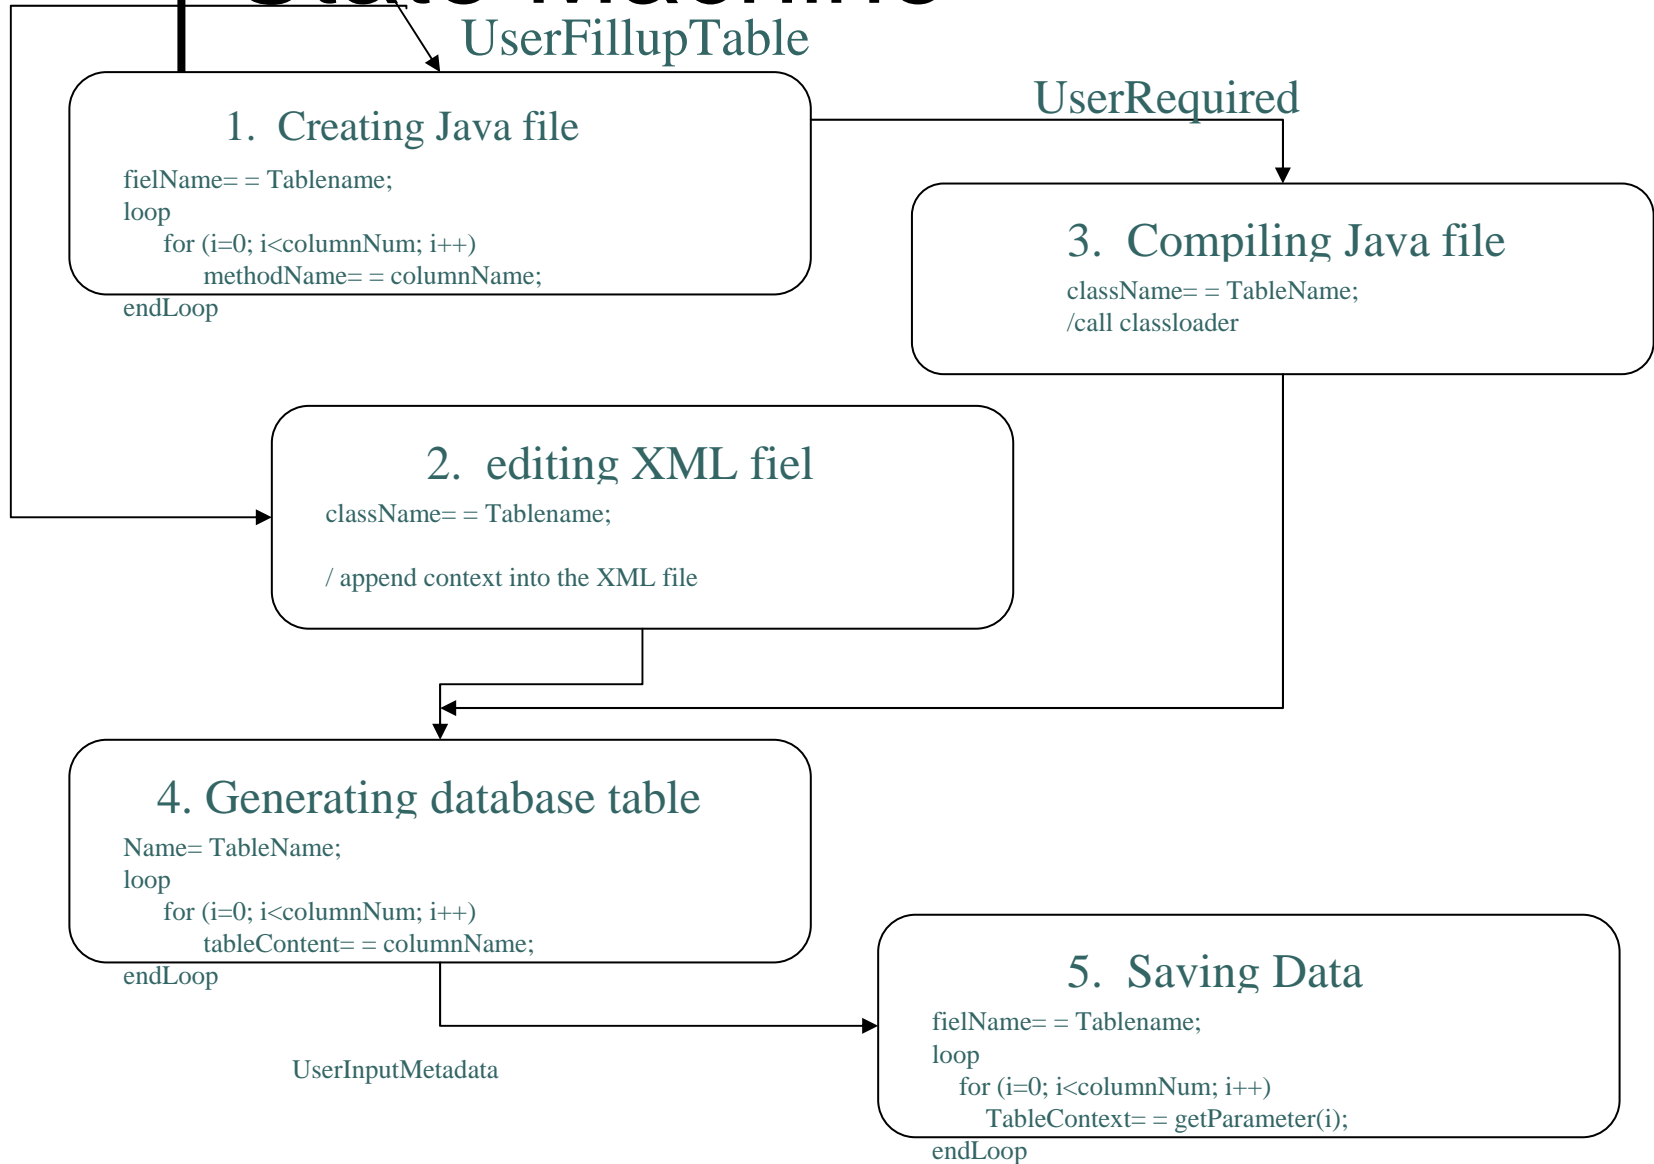 State Machine
UserFillupTable
UserRequired
1. Creating Java file
fielName= = Tablename;
loop
for (i=0; i<columnNum; i++)
methodName= = columnName;
endLoop
3. Compiling Java file
className= = TableName;
/call classloader
2. editing XML fiel
className= = Tablename;
/ append context into the XML file
4. Generating database table
Name= TableName;
loop
for (i=0; i<columnNum; i++)
tableContent= = columnName;
endLoop
UserInputMetadata
5. Saving Data
fielName= = Tablename;
loop
for (i=0; i<columnNum; i++)
TableContext= = getParameter(i);
endLoop